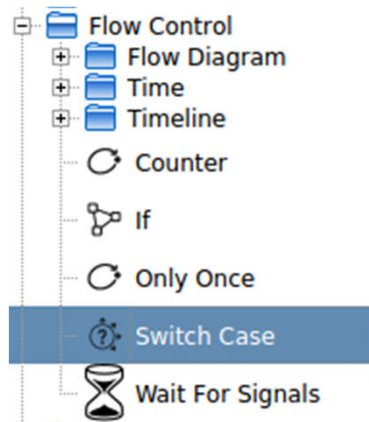 Flow Control
Flow Diagram
Time
Timeline
Counter
If
Only Once
Switch Case
Wait For Signals